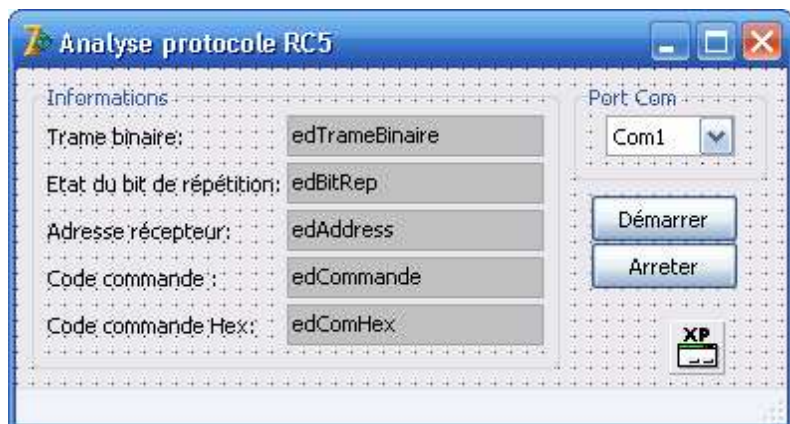 Analyse protocole RC5
Informations
Port Com
Trame binaire: edTrameBinaire
Com1
Etat du bit de répétition: edBitRep
Adresse récepteur: edAddress
Démarrer
Code commande : edCommande
Arreter
Code commande Hex: edComHex
XP